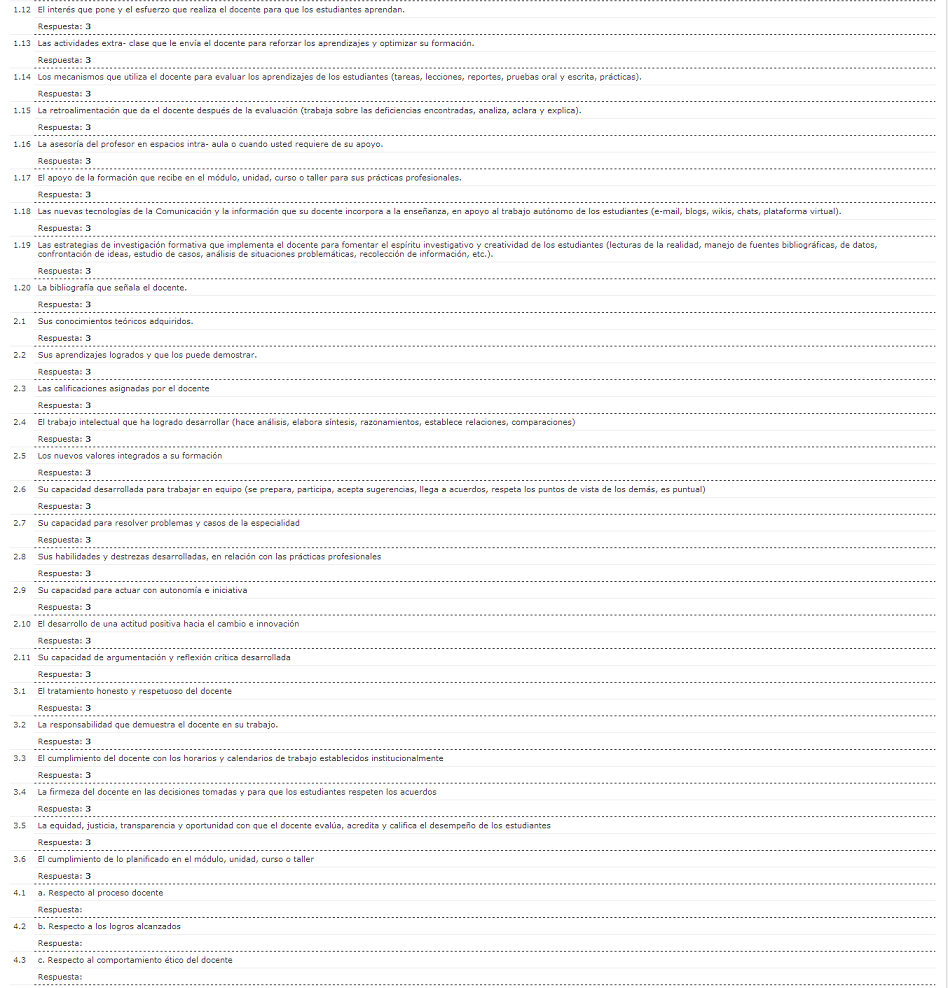 1.12 El interés que pone y el esfuerzo que realiza el docente para que los estudiantes aprendan.
Respuesta: 3
1.13 Las actividades extra- clase que le envía el docente para reforzar los aprendizajes y optimizar su formación.
Respuesta: 3
1.14 Los mecanismos que utiliza el docente para evaluar los aprendizajes de los estudiantes (tareas, lecciones, reportes, pruebas oral y escrita, prácticas).
Respuesta: 3
1.15 La retroalimentación que da el docente después de la evaluación (trabaja sobre las deficiencias encontradas, analiza, aclara y explica).
Respuesta: 3
1.16 La asesoría del profesor en espacios intra- aula o cuando usted requiere de su apoyo.
Respuesta: 3
1.17 El apoyo de la formación que recibe en el módulo, unidad, curso o taller para sus prácticas profesionales.
Respuesta: 3
1.18 Las nuevas tecnologías de la Comunicación y la información que su docente incorpora a la enseñanza, en apoyo al trabajo autónomo de los estudiantes (e-mail, blogs, wikis, chats, plataforma virtual).
Respuesta: 3
1.19 Las estrategias de investigación formativa que implementa el docente para fomentar el espíritu investigativo y creatividad de los estudiantes (lecturas de la realidad, manejo de fuentes bibliográficas, de datos,
confrontación de ideas, estudio de casos, análisis de situaciones problemáticas, recolección de información, etc.).
Respuesta: 3
1.20 La bibliografía que señala el docente.
Respuesta: 3
2.1 Sus conocimientos teóricos adquiridos.
Respuesta: 3
2.2 Sus aprendizajes logrados y que los puede demostrar.
Respuesta: 3
2.3 Las calificaciones asignadas por el docente
Respuesta: 3
2.4 El trabajo intelectual que ha logrado desarrollar (hace análisis, elabora síntesis, razonamientos, establece relaciones, comparaciones)
Respuesta: 3
2.5 Los nuevos valores integrados a su formación
Respuesta: 3
2.6 Su capacidad desarrollada para trabajar en equipo (se prepara, participa, acepta sugerencias, llega a acuerdos, respeta los puntos de vista de los demás, es puntual)
Respuesta: 3
2.7 Su capacidad para resolver problemas y casos de la especialidad
Respuesta: 3
2.8 Sus habilidades y destrezas desarrolladas, en relación con las prácticas profesionales
Respuesta: 3
2.9 Su capacidad para actuar con autonomía e iniciativa
Respuesta: 3
2.10 El desarrollo de una actitud positiva hacia el cambio e innovación
Respuesta: 3
2.11 Su capacidad de argumentación y reflexión crítica desarrollada
Respuesta: 3
3.1 El tratamiento honesto y respetuoso del docente
Respuesta: 3
3.2 La responsabilidad que demuestra el docente en su trabajo.
Respuesta: 3
3.3 El cumplimiento del docente con los horarios y calendarios de trabajo establecidos institucionalmente
Respuesta: 3
3.4 La firmeza del docente en las decisiones tomadas y para que los estudiantes respeten los acuerdos
Respuesta: 3
3.5 La equidad, justicia, transparencia y oportunidad con que el docente evalúa, acredita y califica el desempeño de los estudiantes
Respuesta: 3
3.6 El cumplimiento de lo planificado en el módulo, unidad, curso o taller
Respuesta: 3
4.1 a. Respecto al proceso docente
Respuesta:
4.2 b. Respecto a los logros alcanzados
Respuesta:
4.3 c. Respecto al comportamiento ético del docente
Respuesta: